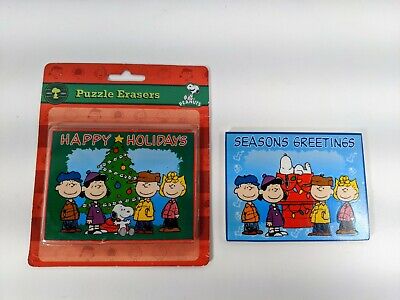 Puzzle Erasers
PEANUTS
HAPPY HOLIDAYS
SEASONS GREETINGS